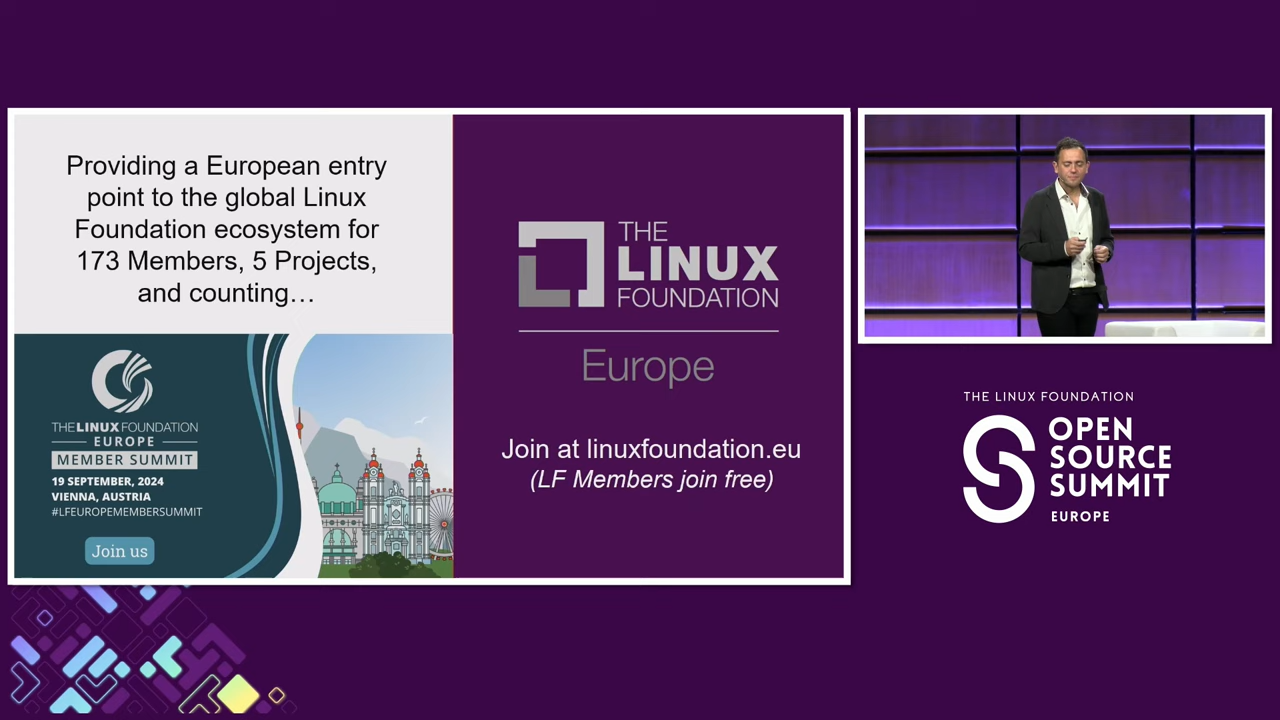 Providing a European entry
point to the global Linux
Foundation ecosystem for
173 Members, 5 Projects,
and counting…
THE LINUX FOUNDATION
EUROPE
MEMBER SUMMIT
19 SEPTEMBER, 2024
VIENNA, AUSTRIA
#LFEUROPEMEMBERSUMMIT
Join us
THE
LINUX
FOUNDATION
Europe
Join at linuxfoundation.eu
(LF Members join free)
THE LINUX FOUNDATION
OPEN
SOURCE
SUMMIT
EUROPE